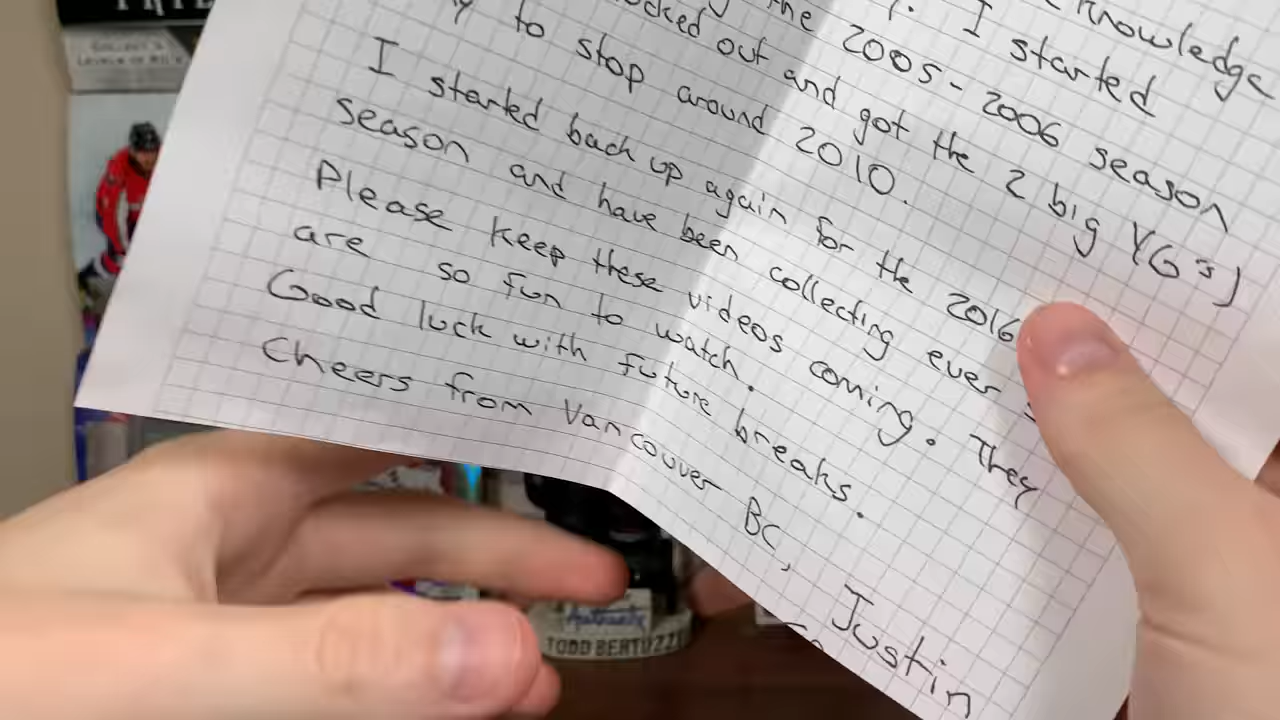 knowledge
I started
the 2005-2006 season
out and got the 2 big YG's)
to stop around 2010.
I started back up again for the 2016
season and have been collecting ever
Please keep these videos coming. They
are so fun to watch.
Good luck with future breaks.
Cheers from Vancouver BC,
Justin
TODD BERTUZZI